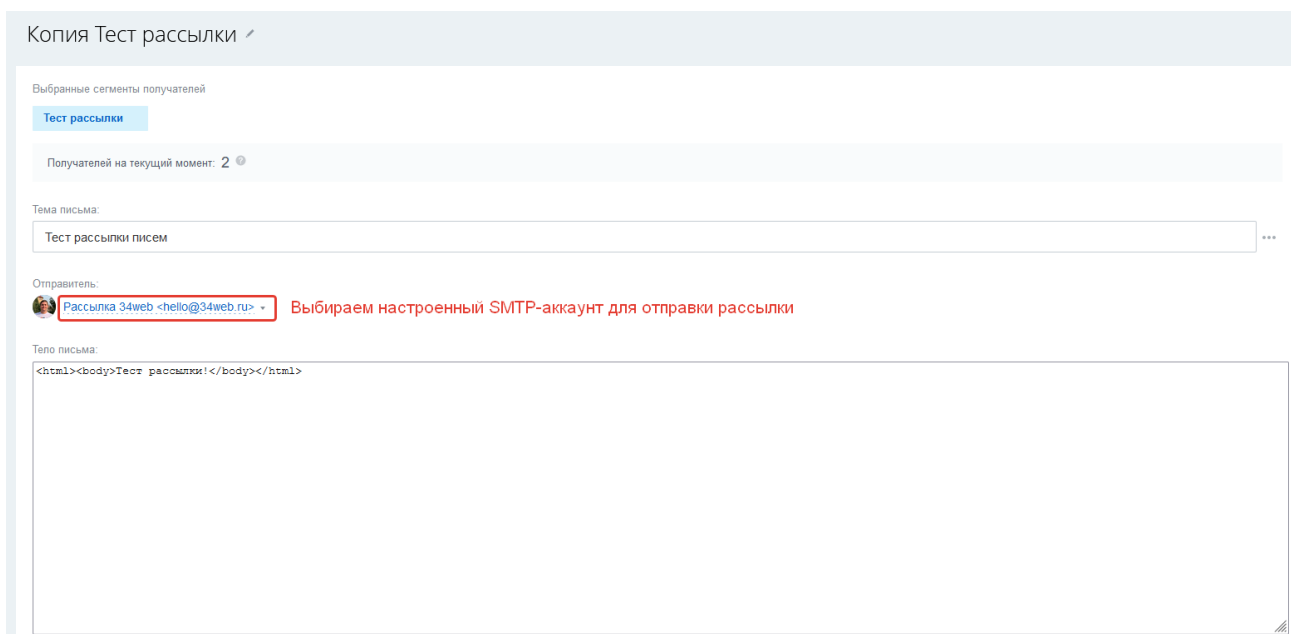 Копия Тест рассылки
Выбранные сегменты получателей
Тест рассылки
Получателей на текущий момент: 2 ?
Тема письма:
Тест рассылки писем
Отправитель:
Рассылка 34web <hello@34web.ru> Выбираем настроенный SMTP-аккаунт для отправки рассылки
Тело письма:
<html><body>Тест рассылки!</body></html>